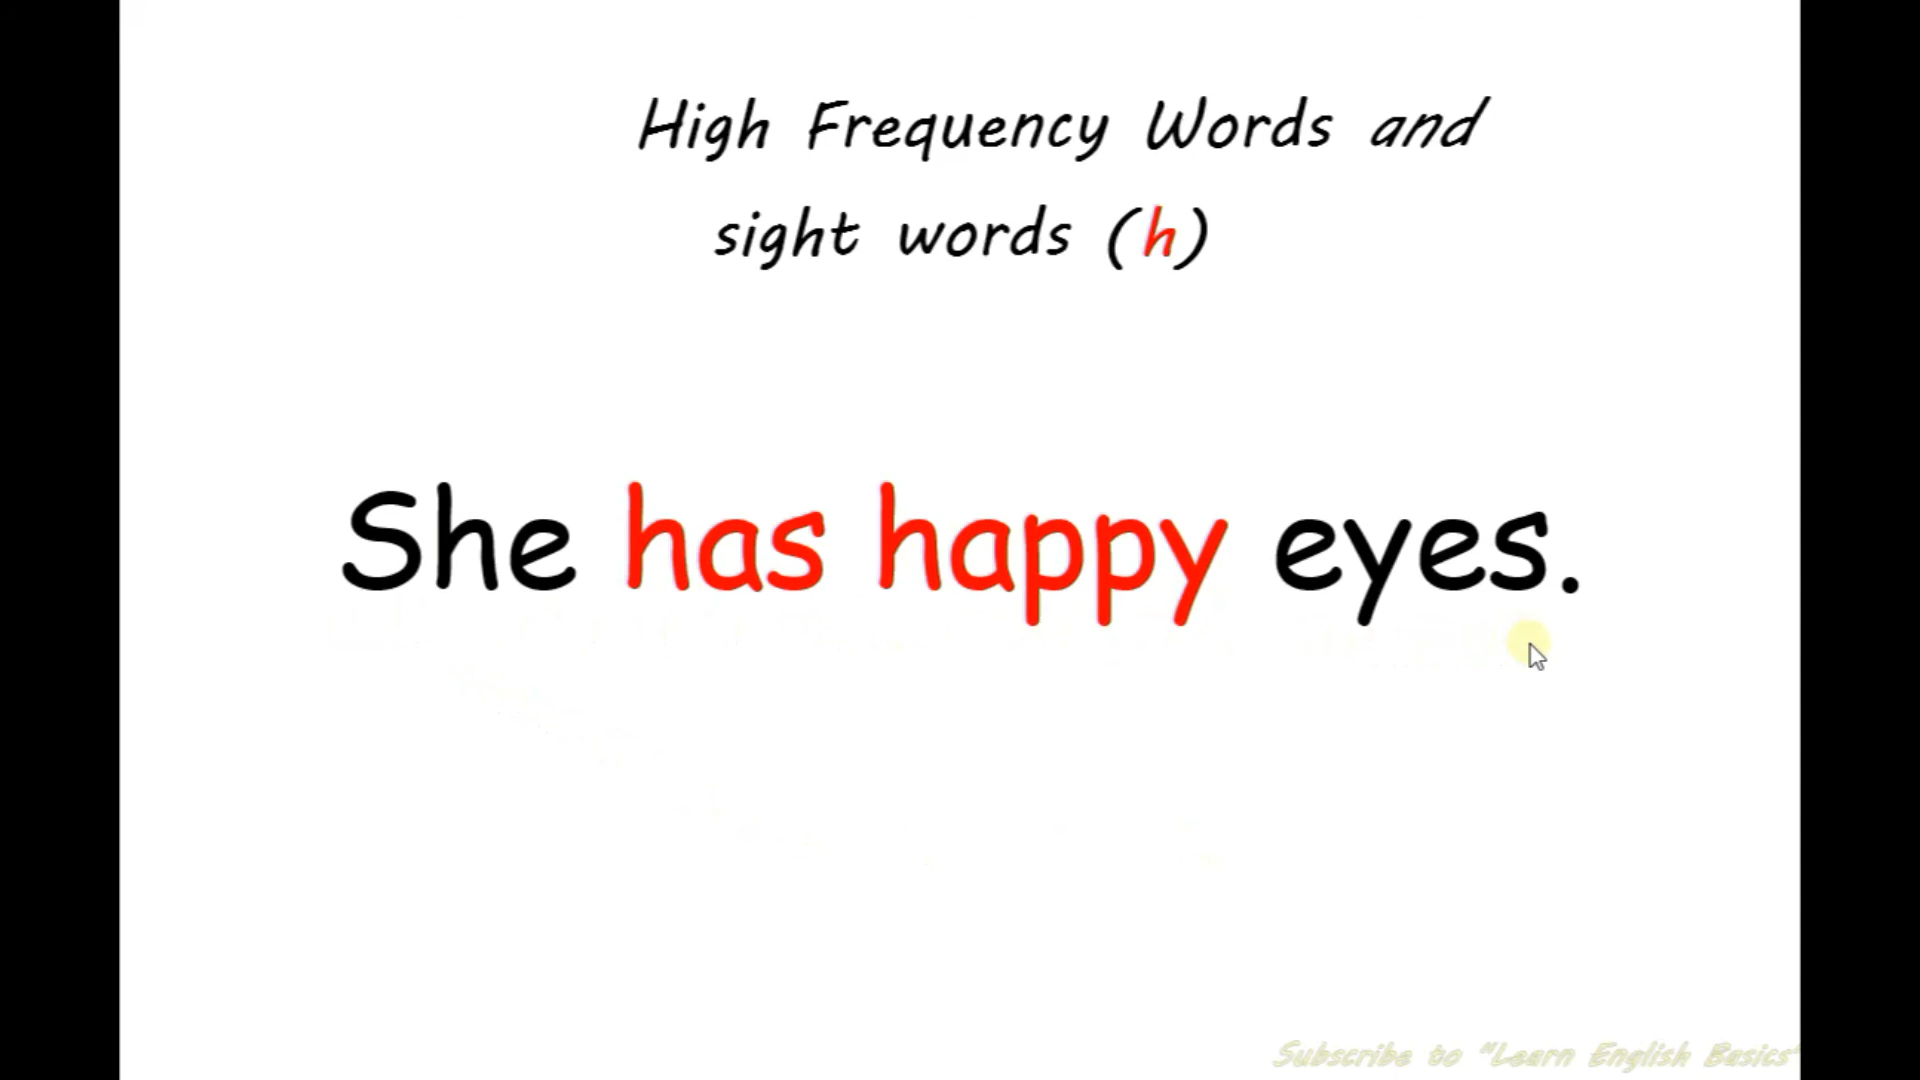 High Frequency Words and
sight words (h)
She has happy eyes.
Subscribe to "Learn English Basics"